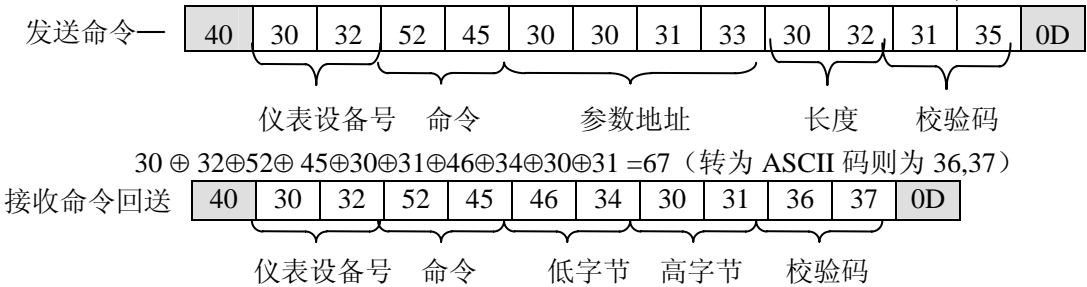 发送命令— 40 30 32 52 45 30 30 31 33 30 32 31 35 0D
仪表设备号 命令 参数地址 长度 校验码
30 ⊕ 32⊕52⊕ 45⊕30⊕31⊕46⊕34⊕30⊕31 =67（转为 ASCII 码则为 36,37）
接收命令回送 40 30 32 52 45 46 34 30 31 36 37 0D
仪表设备号 命令 低字节 高字节 校验码